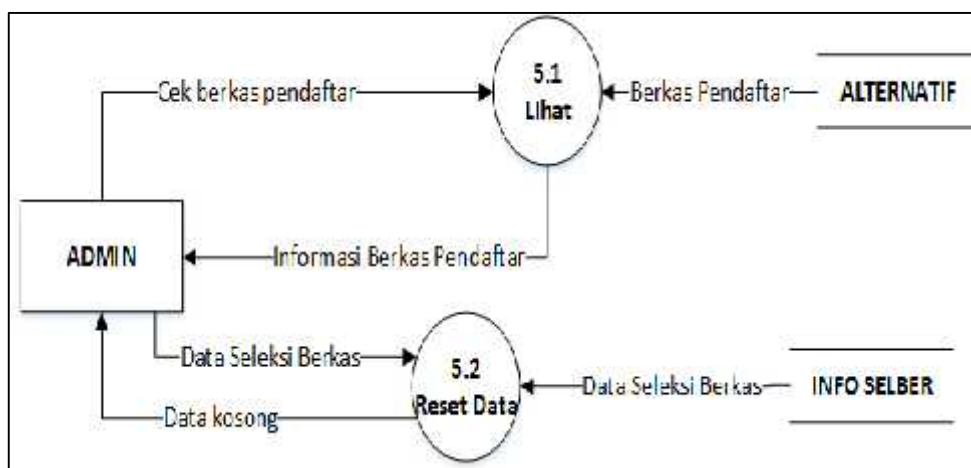 5.1
Lihat
Cek berkas pendaftar
Berkas Pendaftar
ALTERNATIF
ADMIN
Informasi Berkas Pendaftar
Data Seleksi Berkas
5.2
Reset Data
Data Seleksi Berkas
INFO SELBER
Data kosong